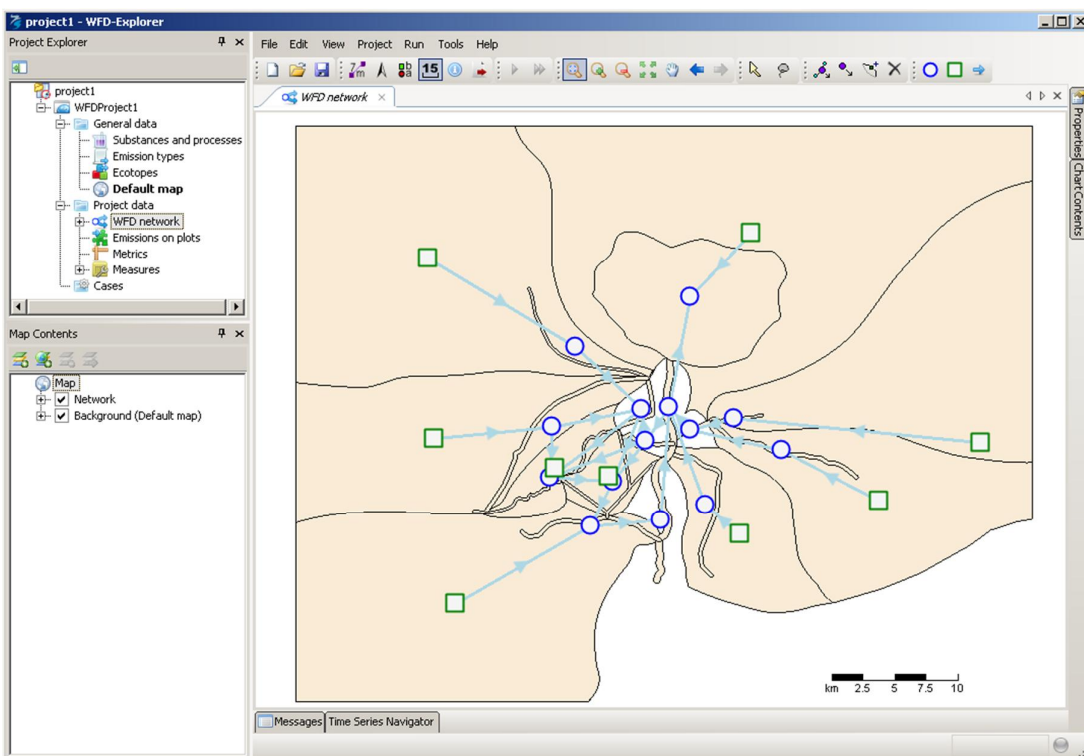 project1 - WFD-Explorer
Project Explorer
File Edit View Project Run Tools Help
15
project1
WFDProject1
General data
Substances and processes
Emission types
Ecotopes
Default map
Project data
WFD network
Emissions on plots
Metrics
Measures
Cases
WFD network
Properties
Chart Contents
Map Contents
Map
Network
Background (Default map)
km 2.5 5 7.5 10
Messages
Time Series Navigator